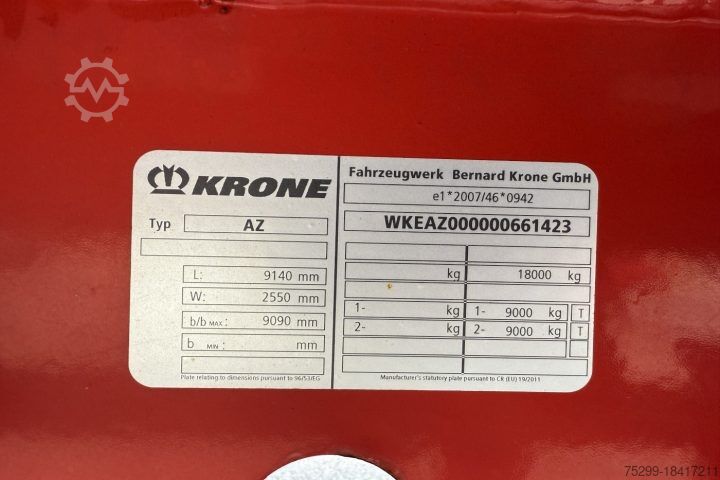 KRONE
Typ AZ
L: 9140 mm
W: 2550 mm
b/b MAX: 9090 mm
b MIN: mm
Plate relating to dimensions pursuant to 96/53/EG
Fahrzeugwerk Bernard Krone GmbH
e1*2007/46*0942
WKEAZ000000661423
kg 18000 kg
1- kg 1- 9000 kg T
2- kg 2- 9000 kg T
Manufacturer's statutory plate pursuant to CR (EU) 19/2011
75299-18417211